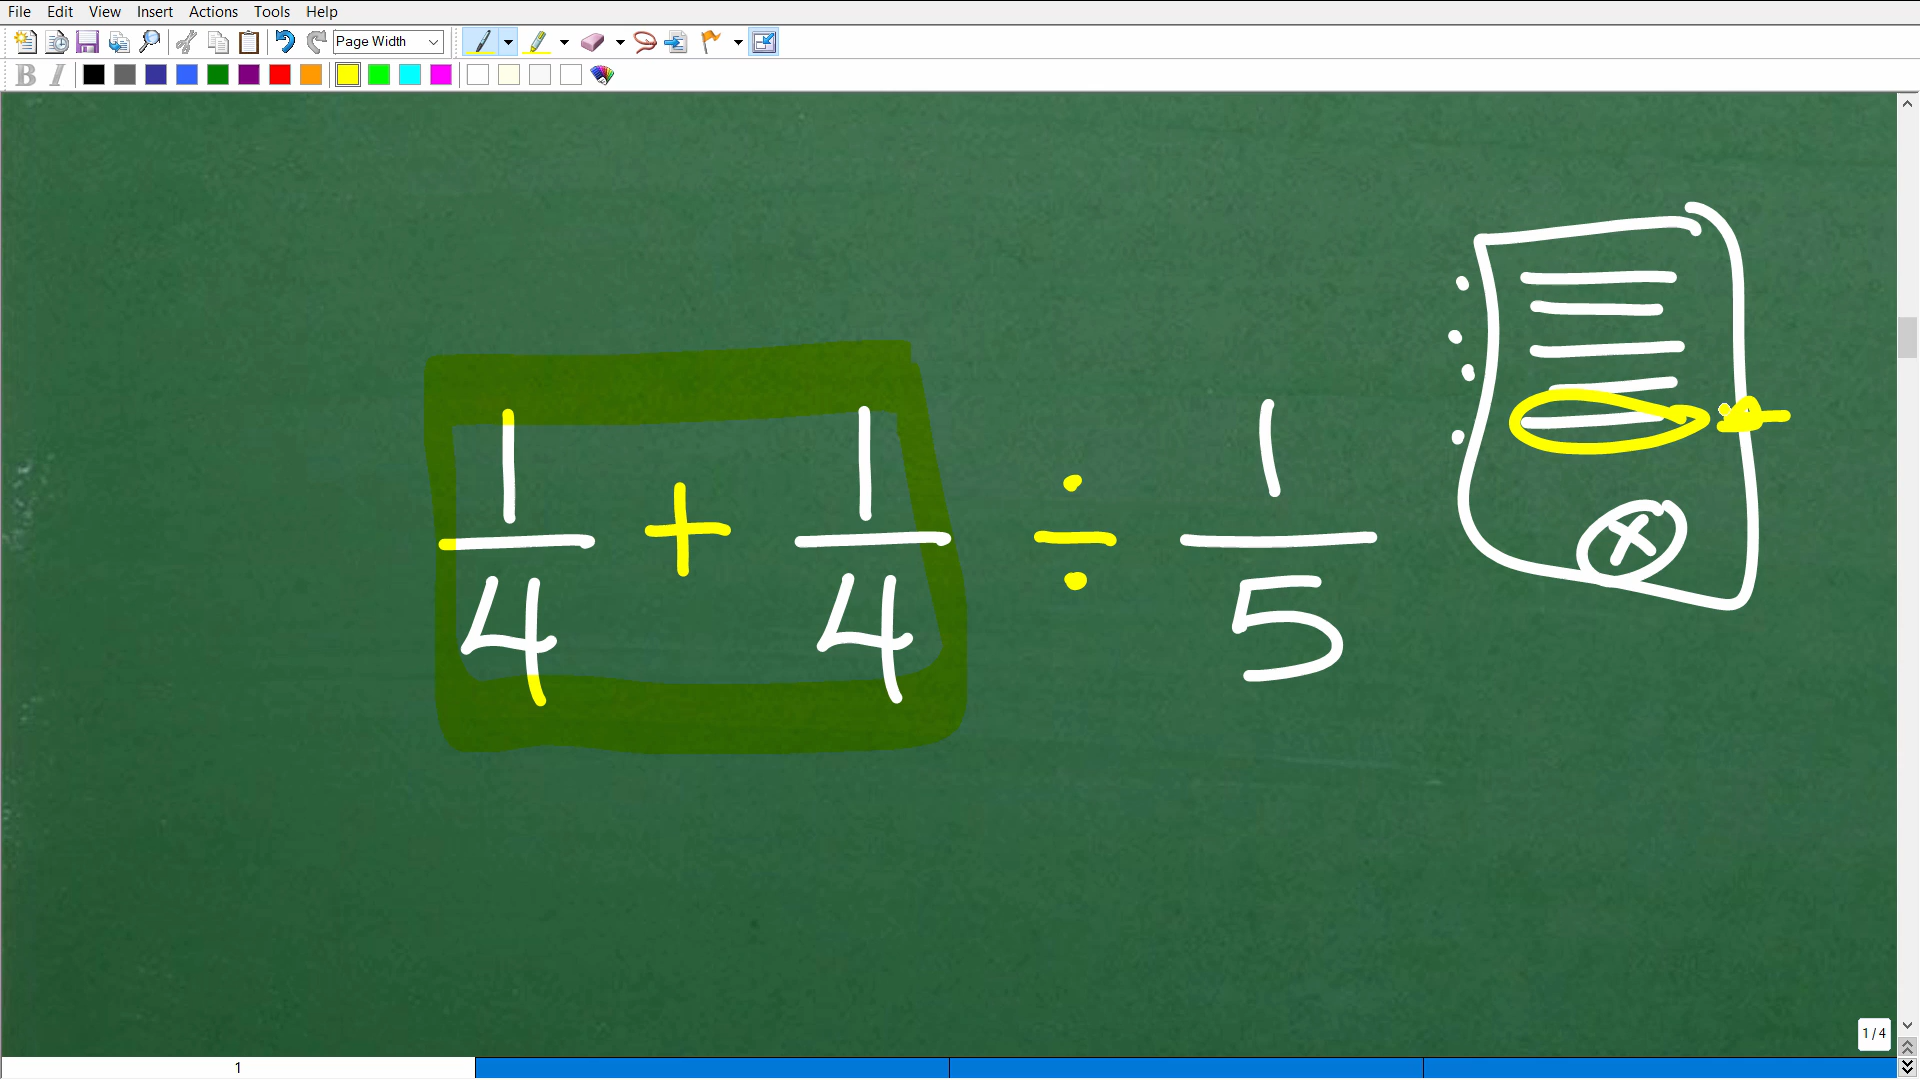 File Edit View Insert Actions Tools Help
Page Width
B I
1/4 + 1/4 ÷ 1/5
1 / 4
1